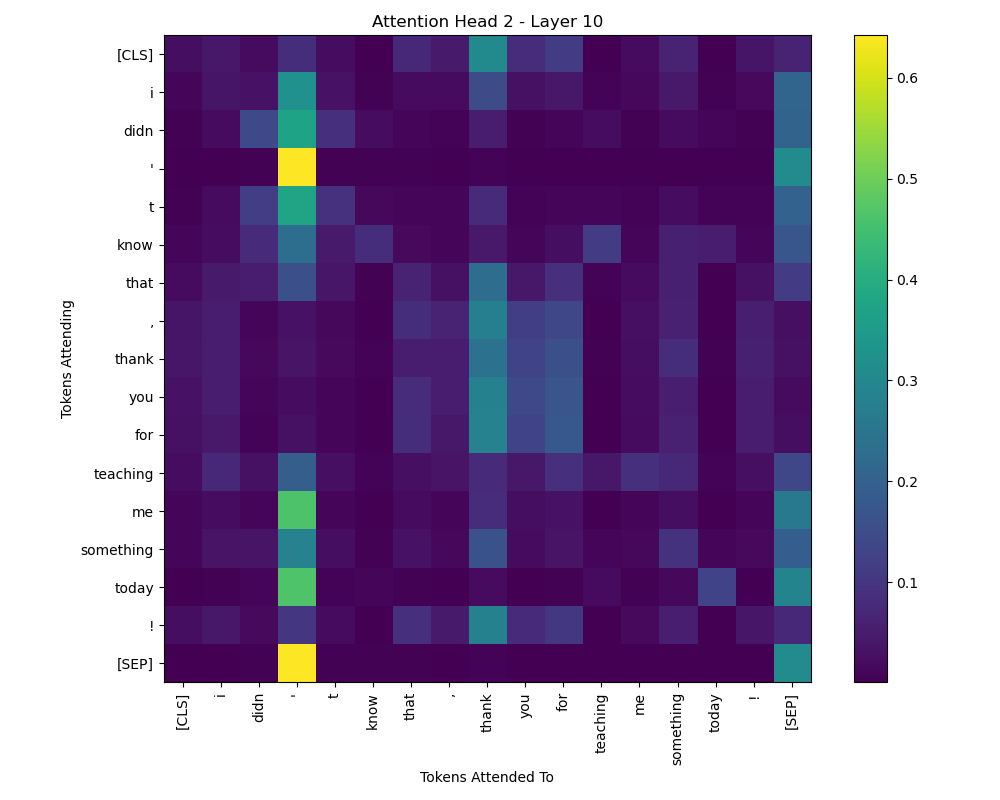 Attention Head 2 - Layer 10
[CLS]
i
didn
'
t
know
that
,
thank
you
for
teaching
me
something
today
!
[SEP]
Tokens Attending
[CLS]
i
didn
'
t
know
that
,
thank
you
for
teaching
me
something
today
!
[SEP]
Tokens Attended To
0.6
0.5
0.4
0.3
0.2
0.1